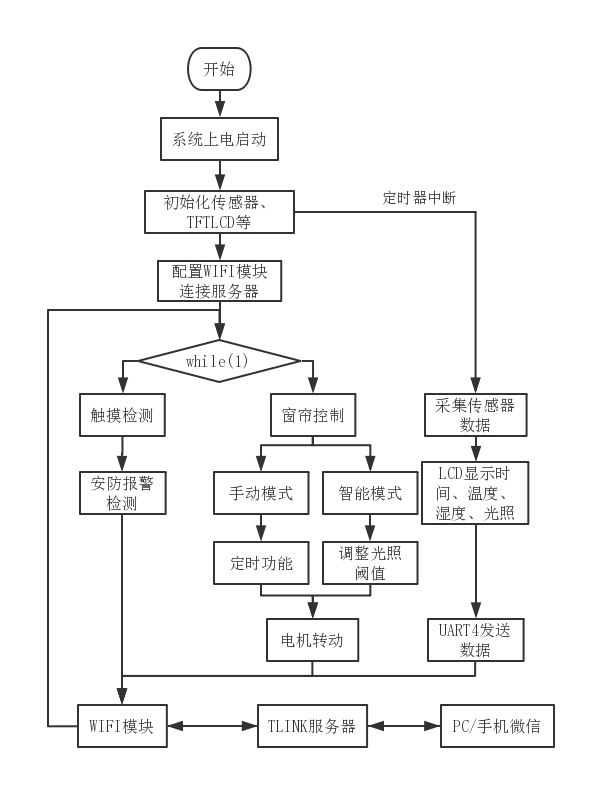 开始
系统上电启动
初始化传感器、
TFTLCD等
定时器中断
配置WIFI模块
连接服务器
while(1)
触摸检测
窗帘控制
采集传感器
数据
安防报警
检测
手动模式
智能模式
LCD显示时
间、温度、
湿度、光照
定时功能
调整光照
阈值
电机转动
UART4发送
数据
WIFI模块
TLINK服务器
PC/手机微信